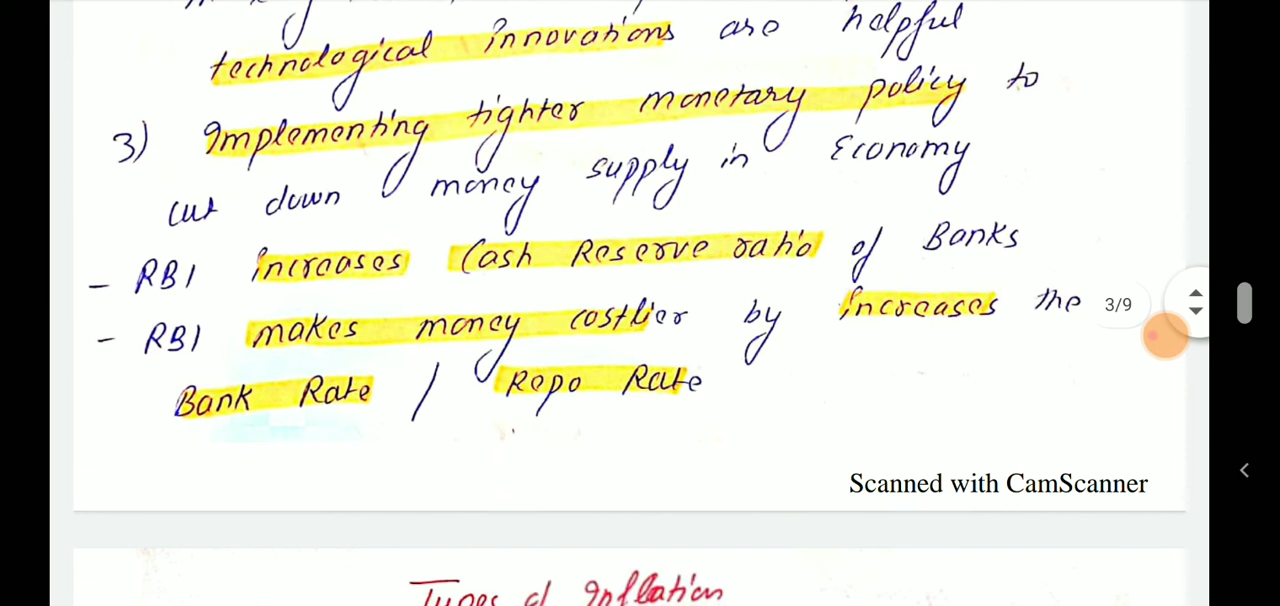 technological innovations are helpful
3) Implementing tighter monetary policy to
cut down money supply in Economy
- RBI increases Cash Reserve ratio of Banks
- RBI makes money costlier by increases the
Bank Rate / Repo Rate
3/9
Scanned with CamScanner
Types of Inflation